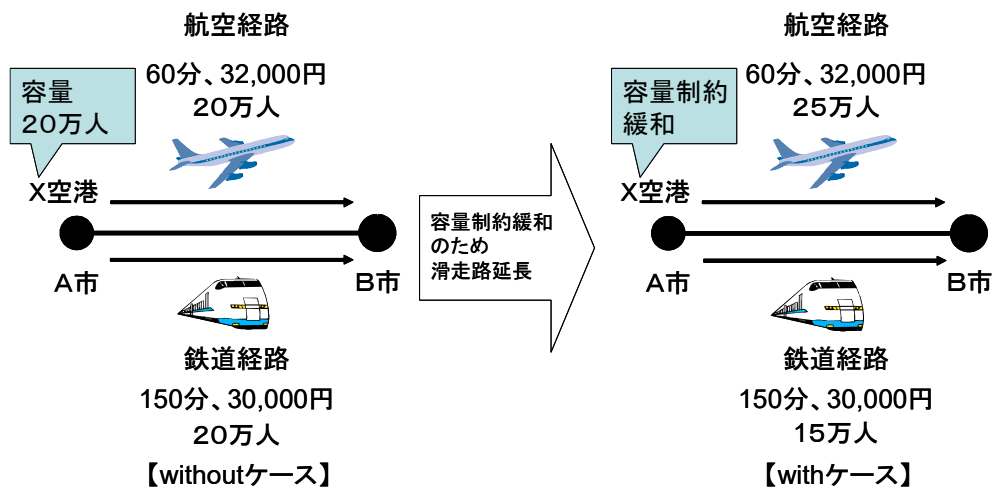 航空経路
60分、32,000円
20万人
容量
20万人
X空港
A市
B市
鉄道経路
150分、30,000円
20万人
【withoutケース】
容量制約緩和
のため
滑走路延長
航空経路
60分、32,000円
25万人
容量制約
緩和
X空港
A市
B市
鉄道経路
150分、30,000円
15万人
【withケース】